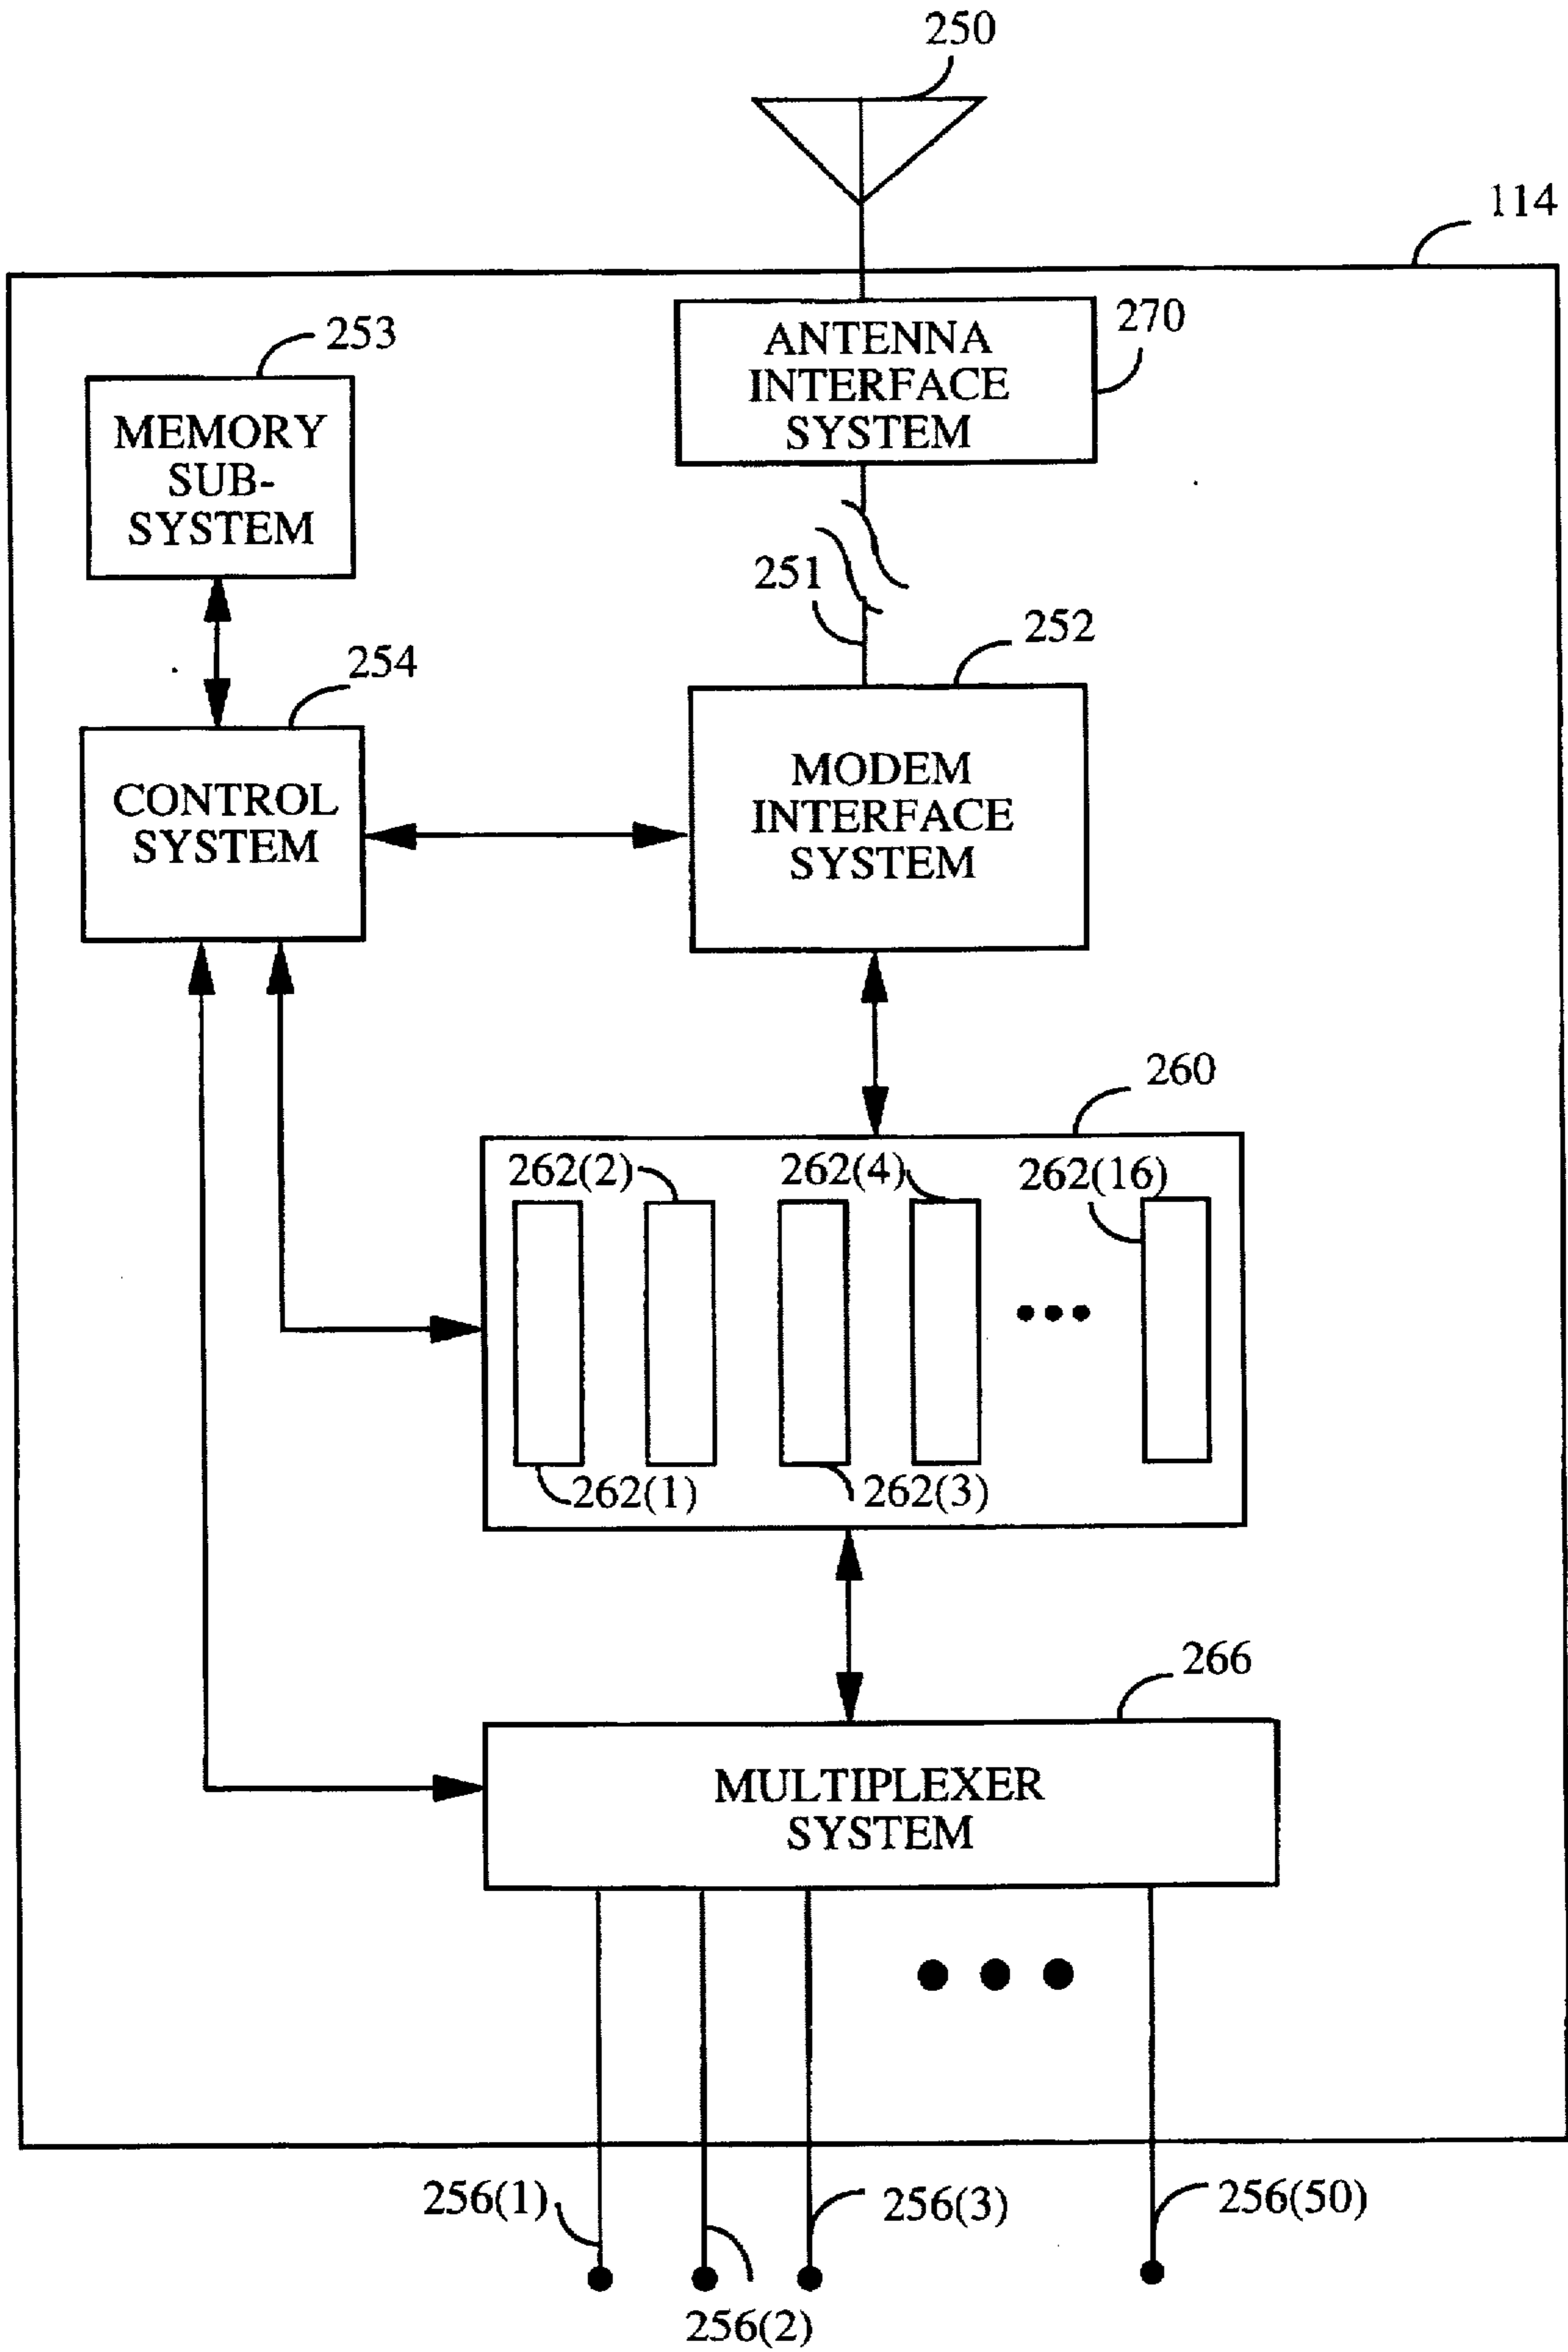 250
114
253
270
ANTENNA
INTERFACE
SYSTEM
MEMORY
SUB-
SYSTEM
251
252
254
CONTROL
SYSTEM
MODEM
INTERFACE
SYSTEM
260
262(2)
262(4)
262(16)
262(1)
262(3)
266
MULTIPLEXER
SYSTEM
256(1)
256(3)
256(50)
256(2)